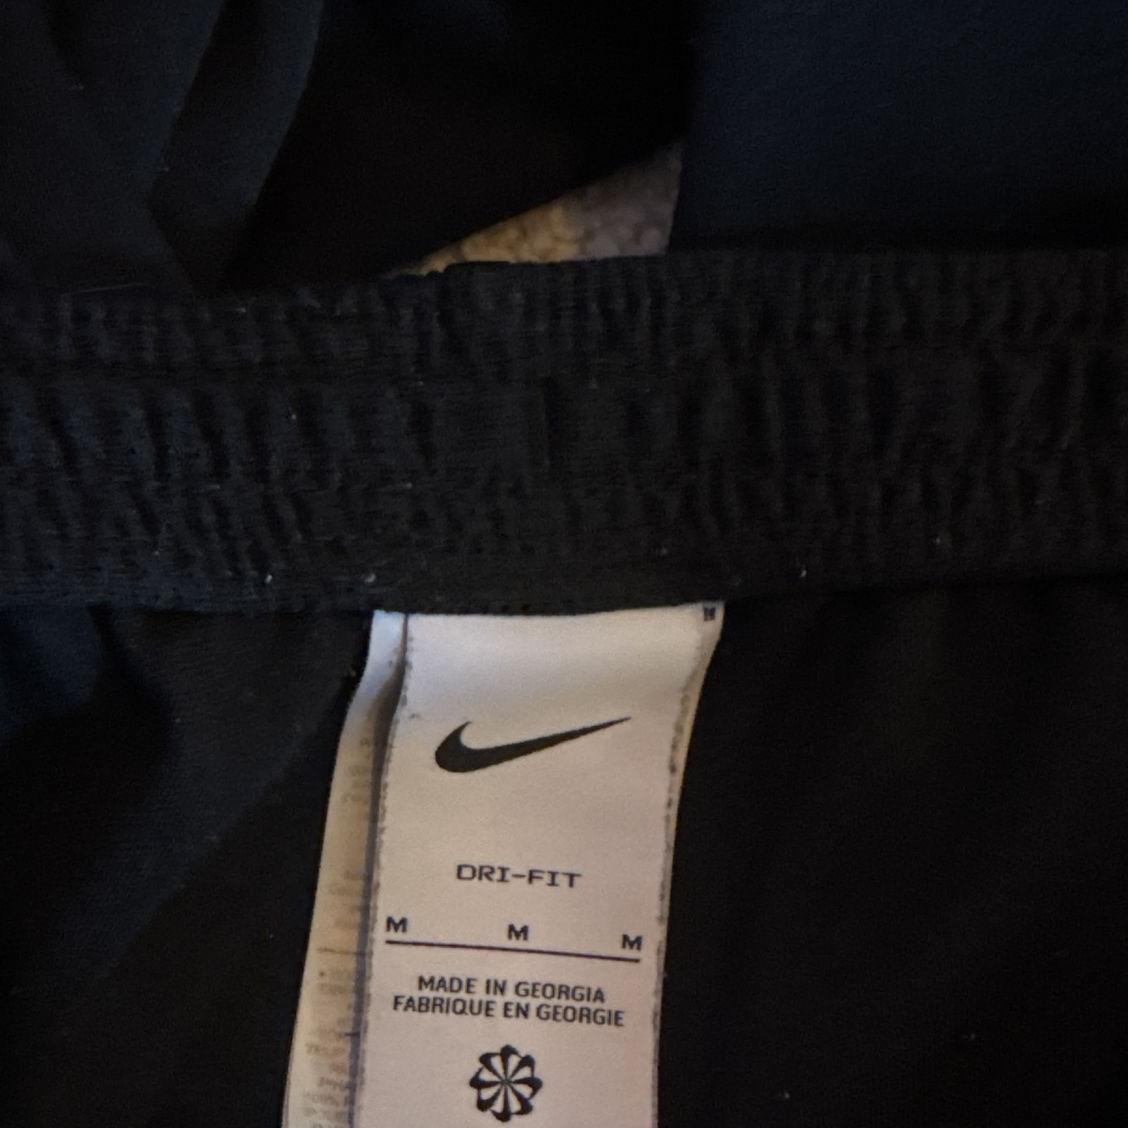 M
DRI-FIT
M M M
MADE IN GEORGIA
FABRIQUE EN GEORGIE